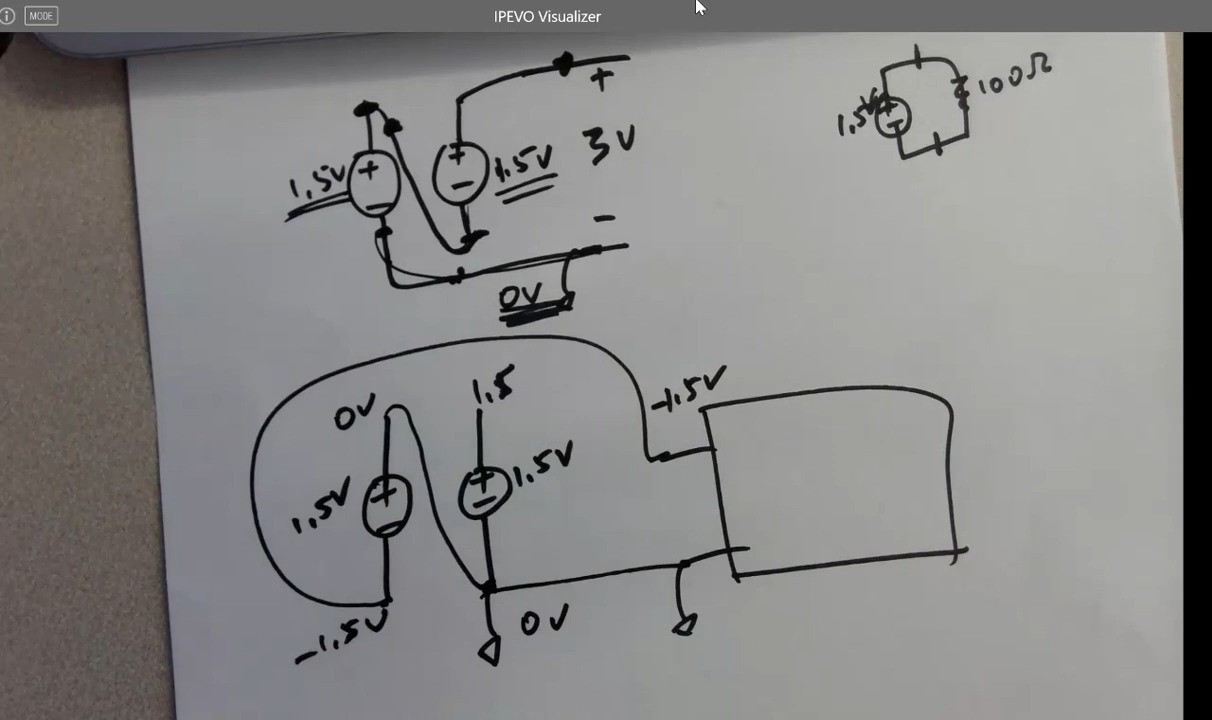 MODE
IPEVO Visualizer
+
100Ω
1.5V
+
-
3V
1.5V
+
-
+
-
1.5V
-
0V
1.5
-1.5V
0V
1.5V
+
-
1.5V
+
-
-1.5V
0V